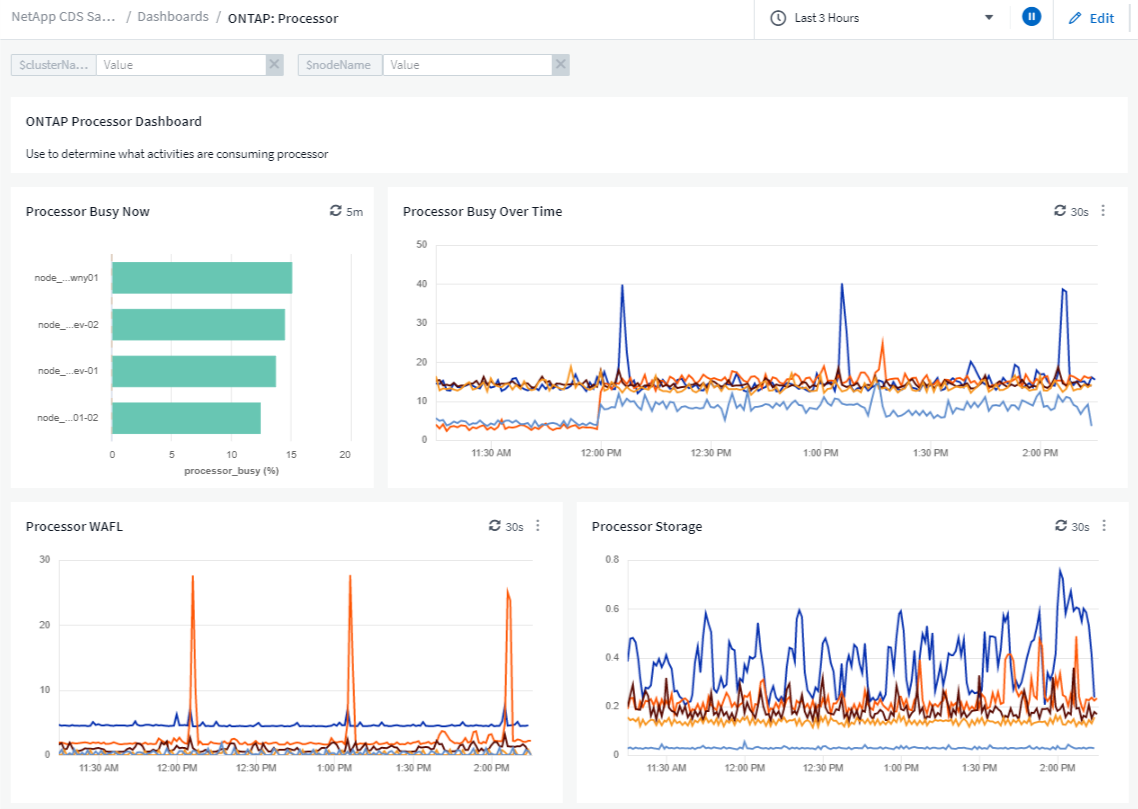 NetApp CDS Sa... / Dashboards / ONTAP: Processor
Last 3 Hours
Edit
$clusterNa... Value
$nodeName Value
ONTAP Processor Dashboard
Use to determine what activities are consuming processor
Processor Busy Now
5m
node_...wny01
node_...ev-02
node_...ev-01
node_...01-02
0 5 10 15 20
processor_busy (%)
Processor Busy Over Time
30s
50
40
30
20
10
0
11:30 AM 12:00 PM 12:30 PM 1:00 PM 1:30 PM 2:00 PM
Processor WAFL
30s
30
20
10
0
11:30 AM 12:00 PM 12:30 PM 1:00 PM 1:30 PM 2:00 PM
Processor Storage
30s
0.8
0.6
0.4
0.2
0
11:30 AM 12:00 PM 12:30 PM 1:00 PM 1:30 PM 2:00 PM